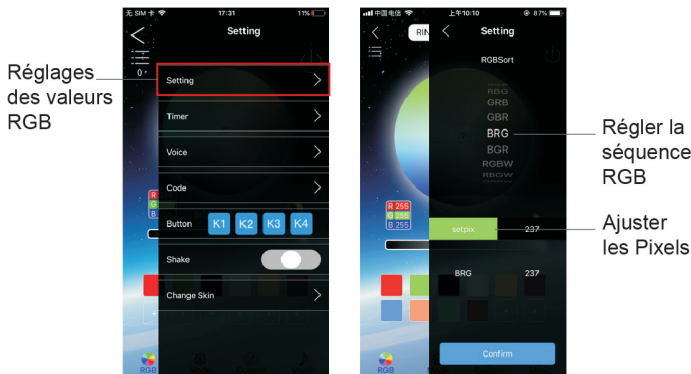 Réglages
des valeurs
RGB
无 SIM 卡 17:31 11%
Setting
0
Setting
Timer
Voice
Code
Button K1 K2 K3 K4
Shake
Change Skin
R
G
B
RGB
中国电信 上午10:10 87%
RIN
Setting
RGBSort
RBG
GRB
GBR
BRG
BGR
RGBW
RBGW
R 255
G 255
B 255
setpix 237
BRG 237
Confirm
RGB
Régler la
séquence
RGB
Ajuster
les Pixels